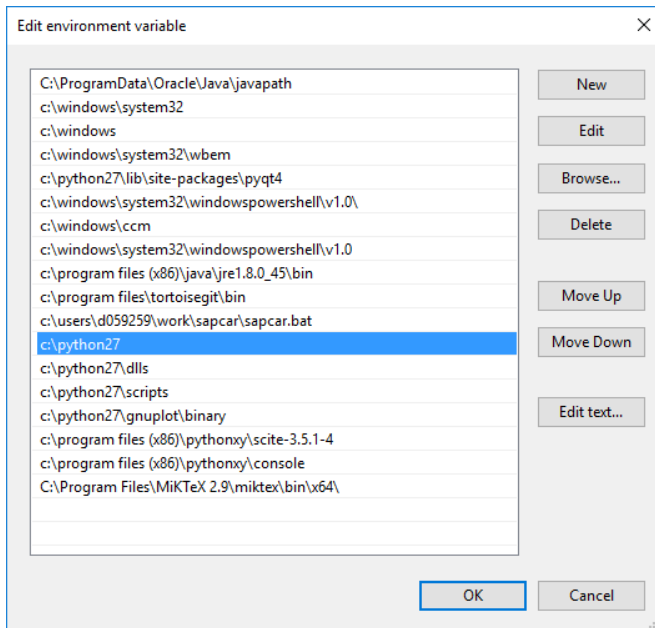 Edit environment variable
C:\ProgramData\Oracle\Java\javapath
c:\windows\system32
c:\windows
c:\windows\system32\wbem
c:\python27\lib\site-packages\pyqt4
c:\windows\system32\windowspowershell\v1.0\
c:\windows\ccm
c:\windows\system32\windowspowershell\v1.0
c:\program files (x86)\java\jre1.8.0_45\bin
c:\program files\tortoisegit\bin
c:\users\d059259\work\sapcar\sapcar.bat
c:\python27
c:\python27\dlls
c:\python27\scripts
c:\python27\gnuplot\binary
c:\program files (x86)\pythonxy\scite-3.5.1-4
c:\program files (x86)\pythonxy\console
C:\Program Files\MiKTeX 2.9\miktex\bin\x64\
New
Edit
Browse...
Delete
Move Up
Move Down
Edit text...
OK
Cancel